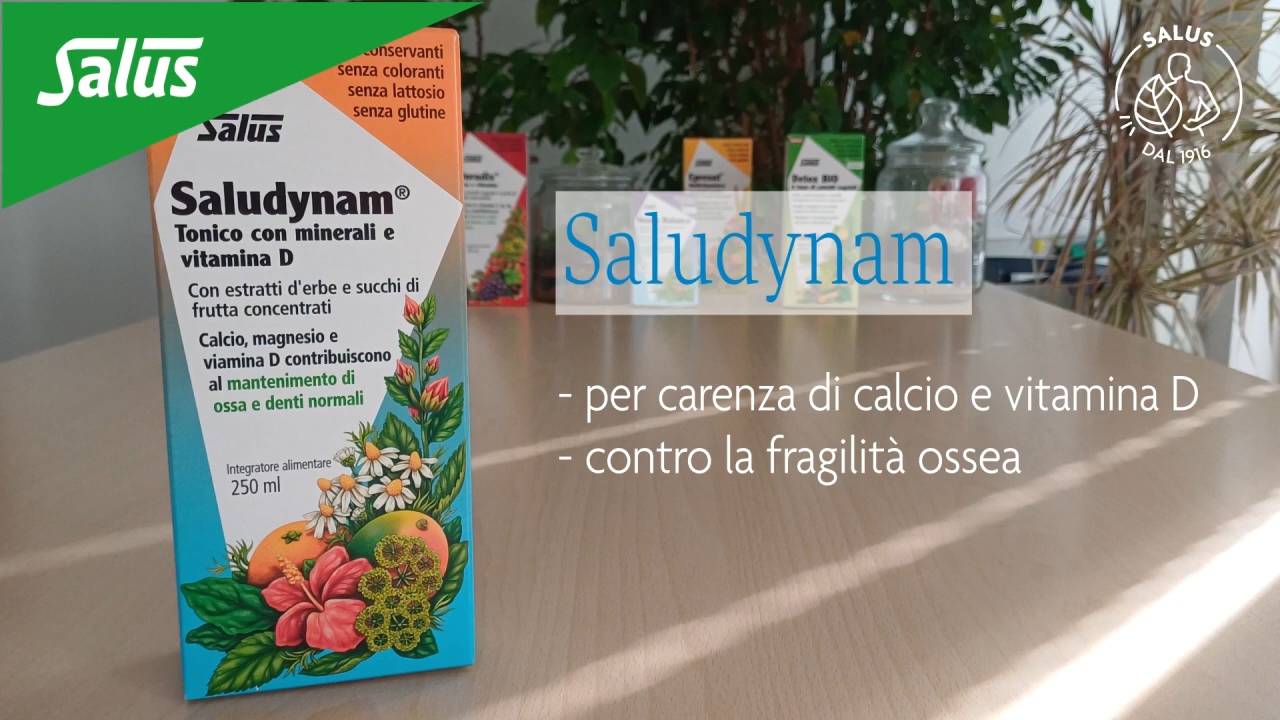 Salus
conservanti
senza coloranti
senza lattosio
senza glutine
Salus
Saludynam®
Tonico con minerali e
vitamina D
Con estratti d'erbe e succhi di
frutta concentrati
Calcio, magnesio e
viamina D contribuiscono
al mantenimento di
ossa e denti normali
Integratore alimentare
250 ml
SALUS
DAL 1916
Detox BIO
Saludynam
- per carenza di calcio e vitamina D
- contro la fragilità ossea